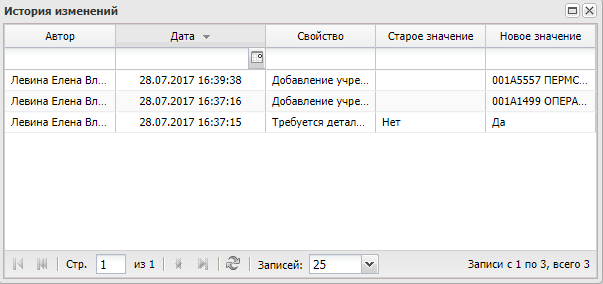 История изменений
Автор Дата Свойство Старое значение Новое значение
Левина Елена Вл... 28.07.2017 16:39:38 Добавление учре... 001А5557 ПЕРМС...
Левина Елена Вл... 28.07.2017 16:37:16 Добавление учре... 001А1499 ОПЕРА...
Левина Елена Вл... 28.07.2017 16:37:15 Требуется детал... Нет Да
Стр. 1 из 1 Записей: 25 Записи с 1 по 3, всего 3